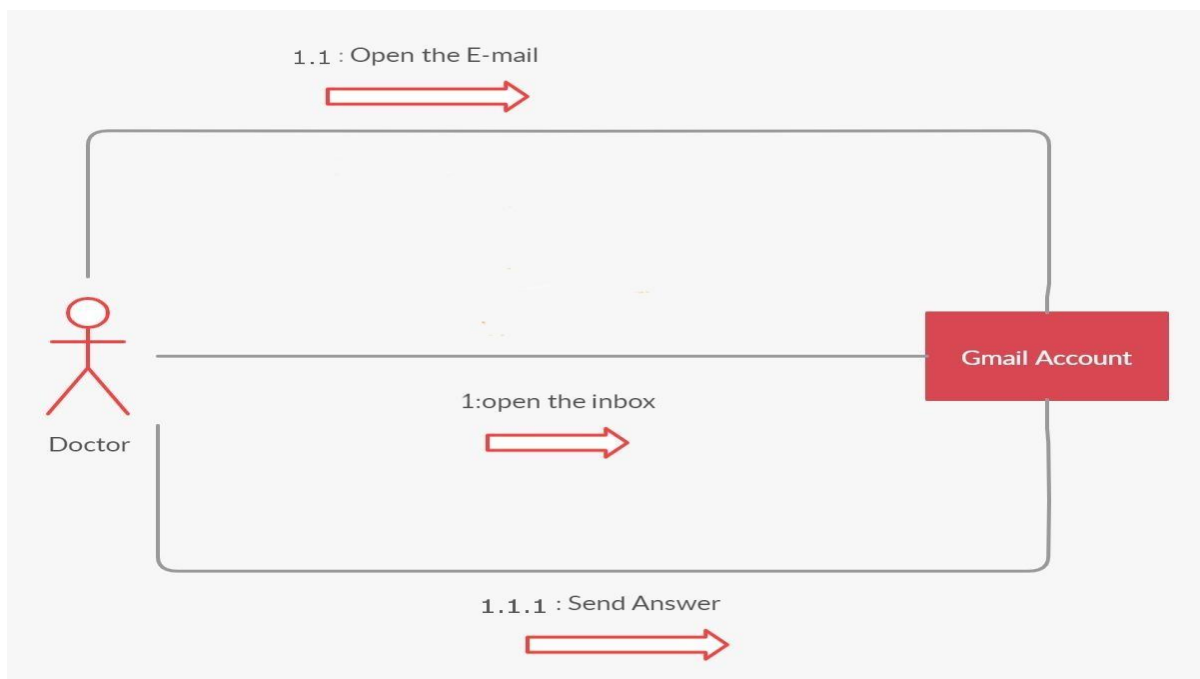 1.1 : Open the E-mail
Gmail Account
1:open the inbox
Doctor
1.1.1 : Send Answer